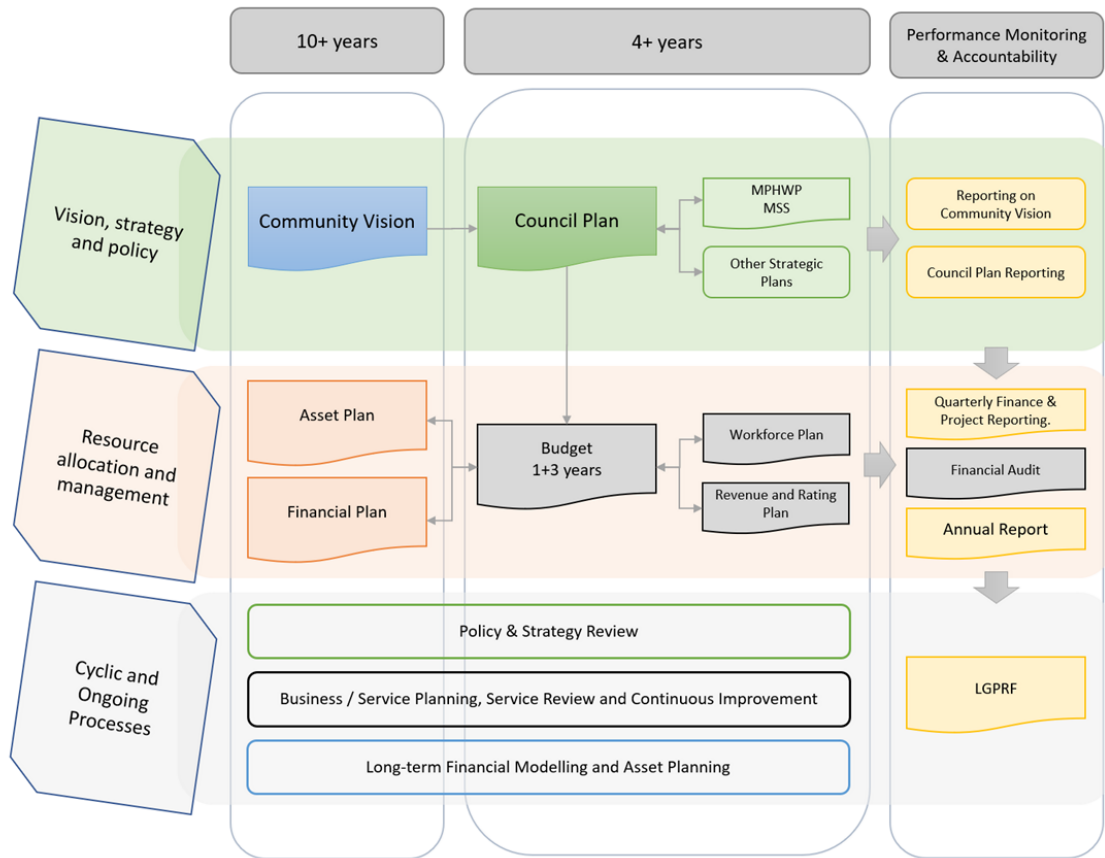 10+ years
4+ years
Performance Monitoring
& Accountability
Vision, strategy
and policy
Community Vision
Council Plan
MPHWP
MSS
Other Strategic
Plans
Reporting on
Community Vision
Council Plan Reporting
Resource
allocation and
management
Asset Plan
Financial Plan
Budget
1+3 years
Workforce Plan
Revenue and Rating
Plan
Quarterly Finance &
Project Reporting.
Financial Audit
Annual Report
Cyclic and
Ongoing
Processes
Policy & Strategy Review
Business / Service Planning, Service Review and Continuous Improvement
Long-term Financial Modelling and Asset Planning
LGPRF